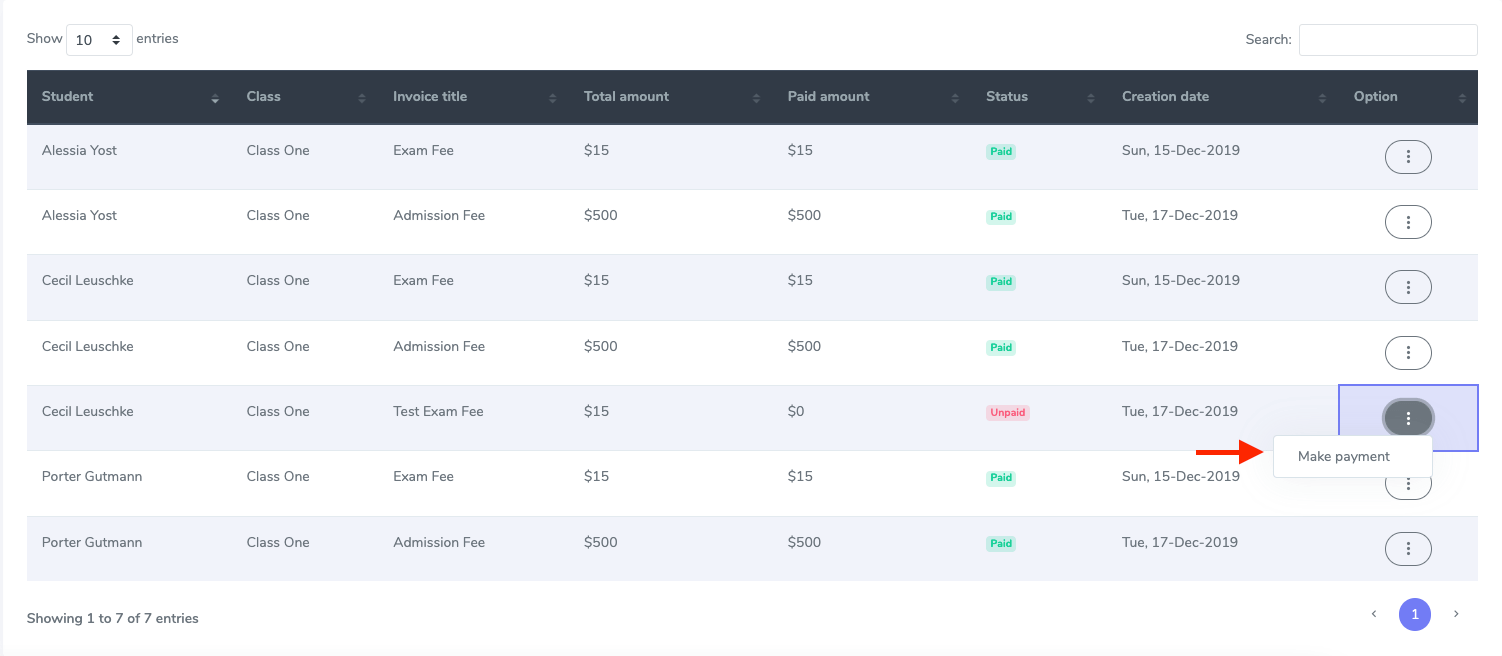 Show 10 entries Search:
Student Class Invoice title Total amount Paid amount Status Creation date Option
Alessia Yost Class One Exam Fee $15 $15 Paid Sun, 15-Dec-2019
Alessia Yost Class One Admission Fee $500 $500 Paid Tue, 17-Dec-2019
Cecil Leuschke Class One Exam Fee $15 $15 Paid Sun, 15-Dec-2019
Cecil Leuschke Class One Admission Fee $500 $500 Paid Tue, 17-Dec-2019
Cecil Leuschke Class One Test Exam Fee $15 $0 Unpaid Tue, 17-Dec-2019
Make payment
Porter Gutmann Class One Exam Fee $15 $15 Paid Sun, 15-Dec-2019
Porter Gutmann Class One Admission Fee $500 $500 Paid Tue, 17-Dec-2019
Showing 1 to 7 of 7 entries ‹ 1 ›